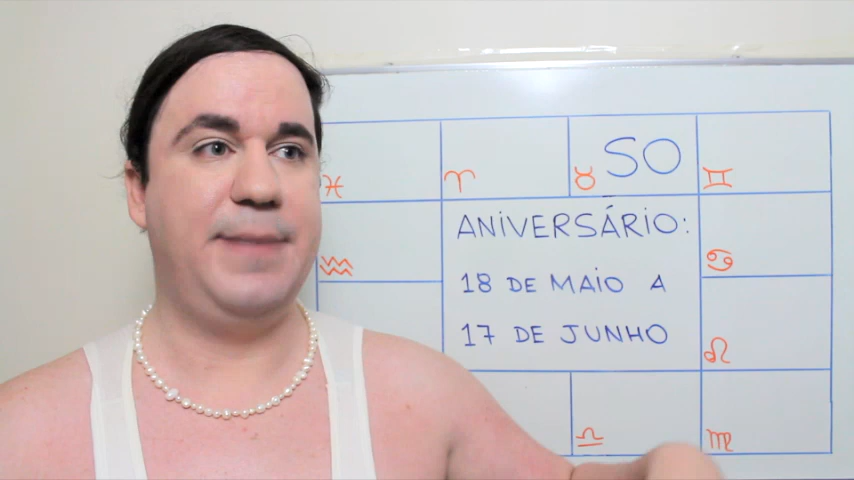 ♓ ♈ ♉ SO ♊
ANIVERSÁRIO:
♒ 18 DE MAIO A ♋
17 DE JUNHO ♌
♎ ♍